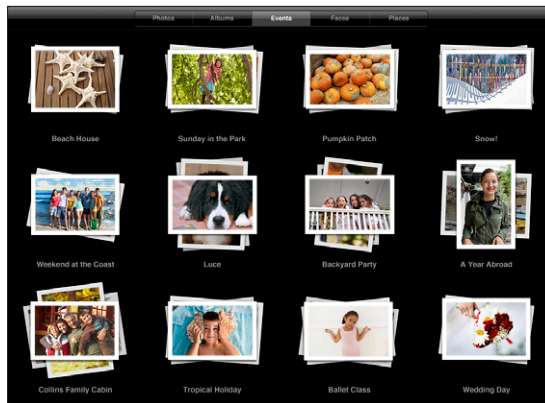 Photos Albums Events Faces Places
Beach House Sunday in the Park Pumpkin Patch Snow!
Weekend at the Coast Luce Backyard Party A Year Abroad
Collins Family Cabin Tropical Holiday Ballet Class Wedding Day